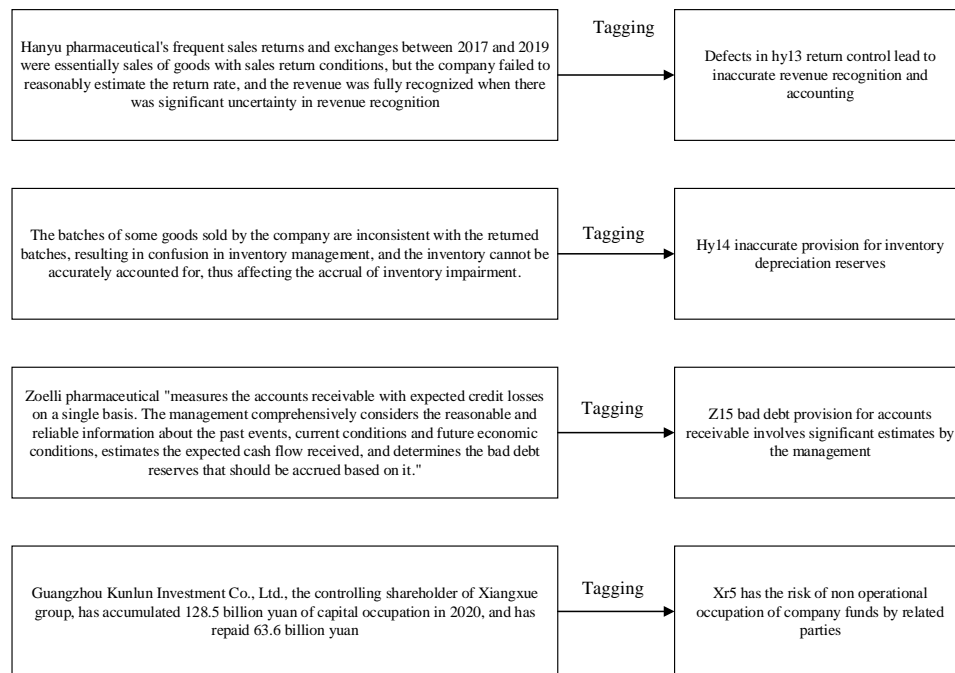 Hanyu pharmaceutical's frequent sales returns and exchanges between 2017 and 2019
were essentially sales of goods with sales return conditions, but the company failed to
reasonably estimate the return rate, and the revenue was fully recognized when there
was significant uncertainty in revenue recognition
Tagging
Defects in hy13 return control lead to
inaccurate revenue recognition and
accounting
The batches of some goods sold by the company are inconsistent with the returned
batches, resulting in confusion in inventory management, and the inventory cannot be
accurately accounted for, thus affecting the accrual of inventory impairment.
Tagging
Hy14 inaccurate provision for inventory
depreciation reserves
Zoelli pharmaceutical "measures the accounts receivable with expected credit losses
on a single basis. The management comprehensively considers the reasonable and
reliable information about the past events, current conditions and future economic
conditions, estimates the expected cash flow received, and determines the bad debt
reserves that should be accrued based on it."
Tagging
Z15 bad debt provision for accounts
receivable involves significant estimates by
the management
Guangzhou Kunlun Investment Co., Ltd., the controlling shareholder of Xiangxue
group, has accumulated 128.5 billion yuan of capital occupation in 2020, and has
repaid 63.6 billion yuan
Tagging
Xr5 has the risk of non operational
occupation of company funds by related
parties